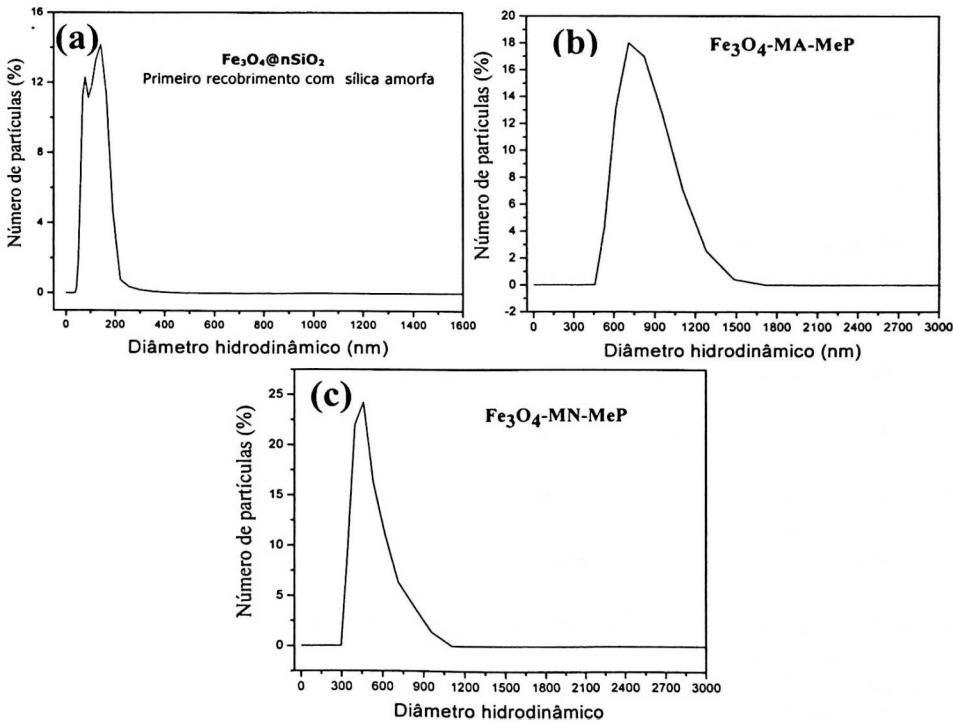 (a)
Fe₃O₄@nSiO₂
Primeiro recobrimento com sílica amorfa
Número de partículas (%)
16
12
8
4
0
0 200 400 600 800 1000 1200 1400 1600
Diâmetro hidrodinâmico (nm)
(b)
Fe₃O₄-MA-MeP
Número de partículas (%)
20
18
16
14
12
10
8
6
4
2
0
-2
0 300 600 900 1200 1500 1800 2100 2400 2700 3000
Diâmetro hidrodinâmico (nm)
(c)
Fe₃O₄-MN-MeP
Número de partículas (%)
25
20
15
10
5
0
0 300 600 900 1200 1500 1800 2100 2400 2700 3000
Diâmetro hidrodinâmico